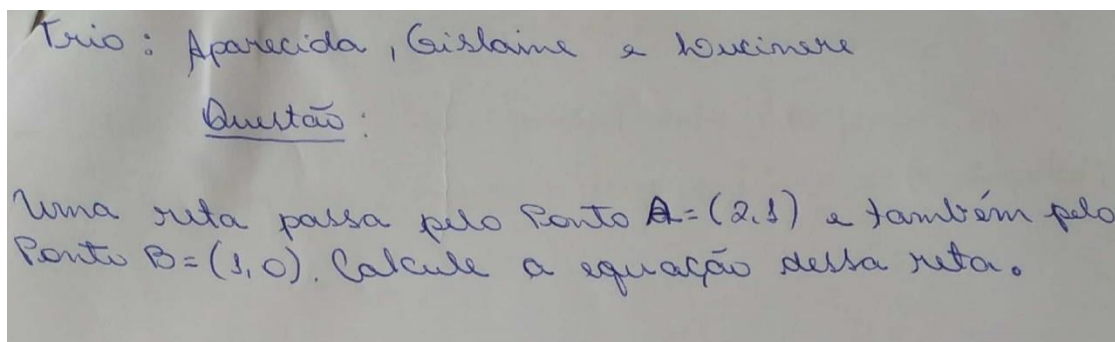 Trio: Aparecida, Gislaine e Lucimere
Questão:
Uma reta passa pelo Ponto A=(2,1) e também pelo
Ponto B=(1,0). Calcule a equação dessa reta.